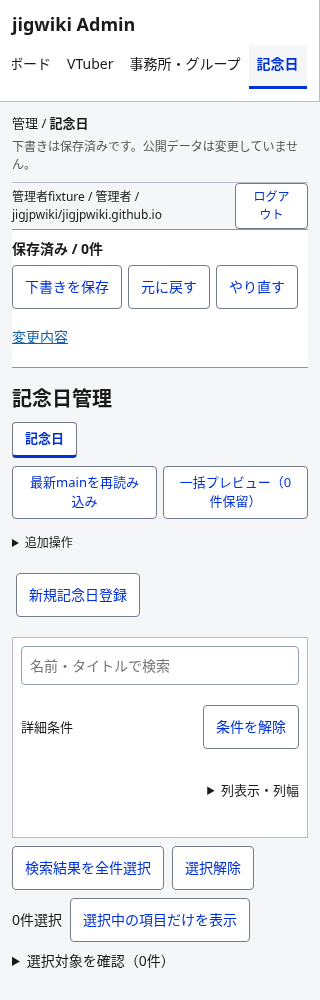 jigwiki Admin
ボード VTuber 事務所・グループ 記念日
管理 / 記念日
下書きは保存済みです。公開データは変更していませ
ん。
管理者fixture / 管理者 /
jigjpwiki/jigjpwiki.github.io
ログア
ウト
保存済み / 0件
下書きを保存 元に戻す やり直す
変更内容
記念日管理
記念日
最新mainを再読み
込み
一括プレビュー（0
件保留）
▶ 追加操作
新規記念日登録
名前・タイトルで検索
詳細条件 条件を解除
▶ 列表示・列幅
検索結果を全件選択 選択解除
0件選択 選択中の項目だけを表示
▶ 選択対象を確認（0件）